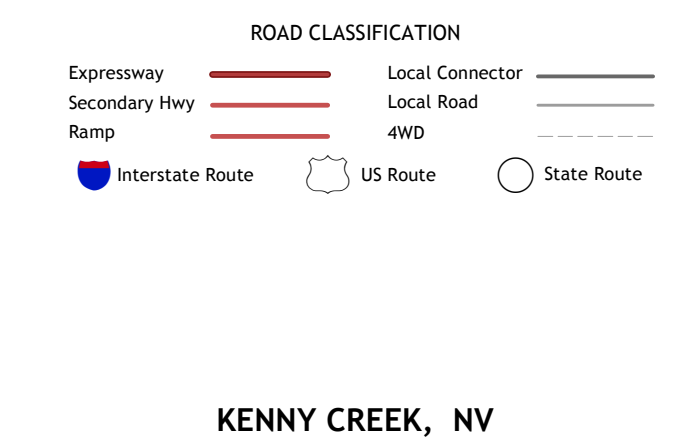 ROAD CLASSIFICATION
Expressway
Local Connector
Secondary Hwy
Local Road
Ramp
4WD
Interstate Route
US Route
State Route
KENNY CREEK, NV